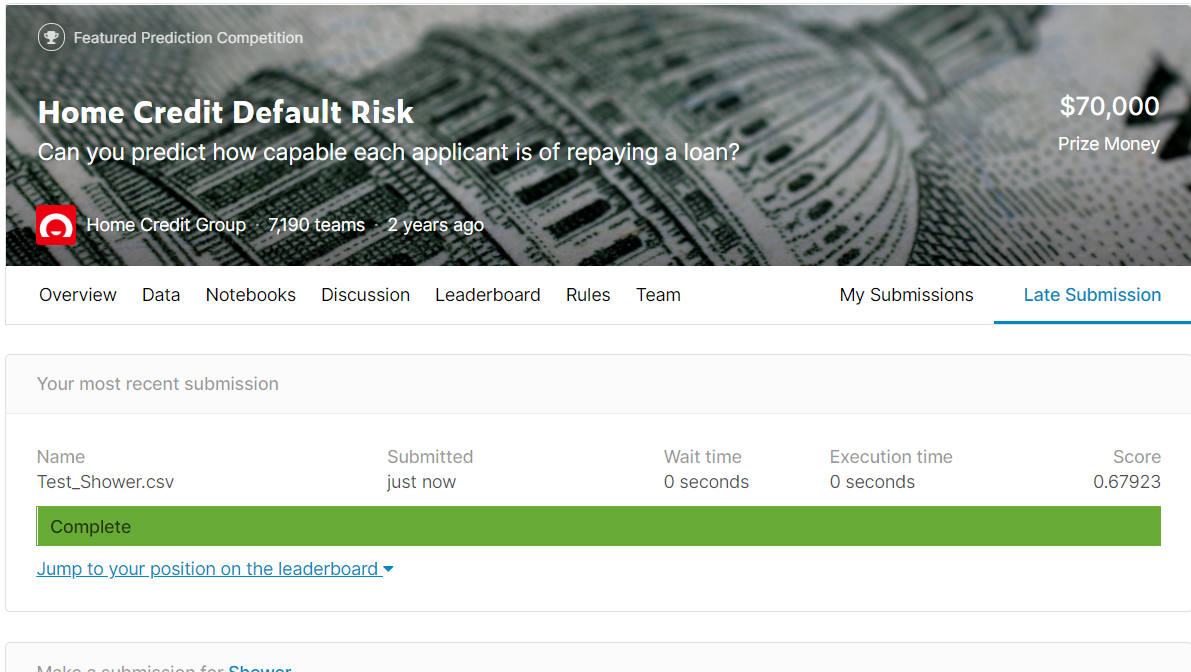 Featured Prediction Competition
Home Credit Default Risk
$70,000
Can you predict how capable each applicant is of repaying a loan?
Prize Money
Home Credit Group · 7,190 teams · 2 years ago
Overview Data Notebooks Discussion Leaderboard Rules Team My Submissions Late Submission
Your most recent submission
Name Submitted Wait time Execution time Score
Test_Shower.csv just now 0 seconds 0 seconds 0.67923
Complete
Jump to your position on the leaderboard
Make a submission for Shower